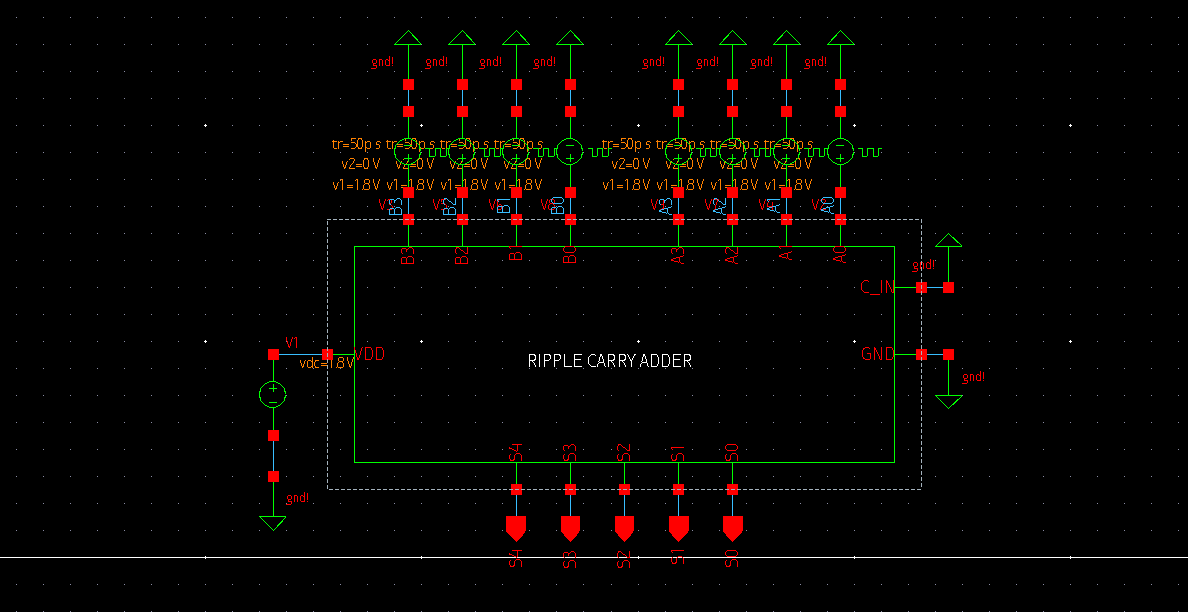 gnd! gnd! gnd! gnd! gnd! gnd! gnd! gnd!
tr=50p s tr=50p s tr=50p s tr=50p s tr=50p s tr=50p s tr=50p s tr=50p s
v2=0 V v2=0 V v2=0 V v2=0 V v2=0 V v2=0 V v2=0 V v2=0 V
v1=1.8V v1=1.8V v1=1.8V v1=1.8V v1=1.8V v1=1.8V v1=1.8V v1=1.8V
B3 B2 B1 B0 A3 A2 A1 A0
B3 B2 B1 B0 A3 A2 A1 A0
gnd!
C_IN
V1
VDD
vdc=1.8V
RIPPLE CARRY ADDER
GND
gnd!
S4 S3 S2 S1 S0
gnd!
S4 S3 S2 S1 S0